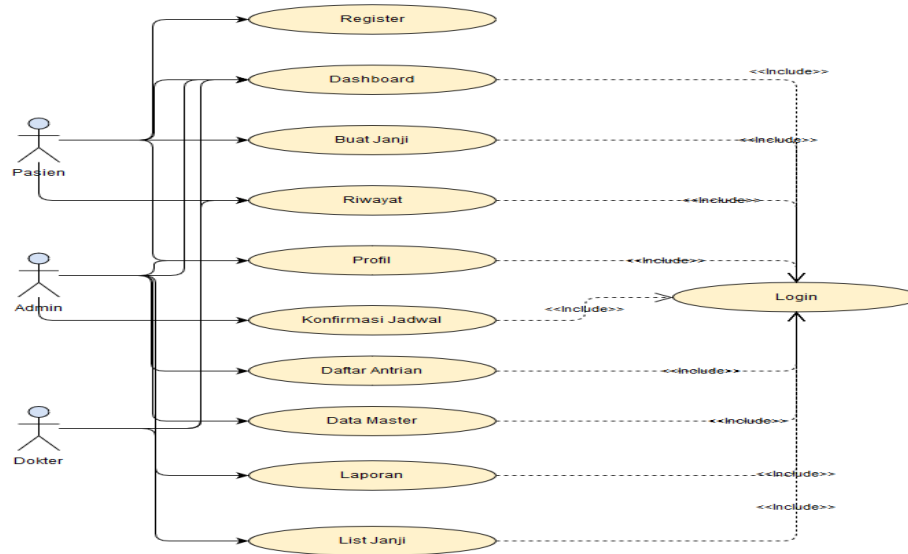 Register
Dashboard
<<Include>>
Buat Janji
<<Include>>
Pasien
Riwayat
<<Include>>
Profil
<<Include>>
Admin
Login
<<Include>>
Konfirmasi Jadwal
Daftar Antrian
<<Include>>
Data Master
<<Include>>
Dokter
Laporan
<<Include>>
<<Include>>
List Janji